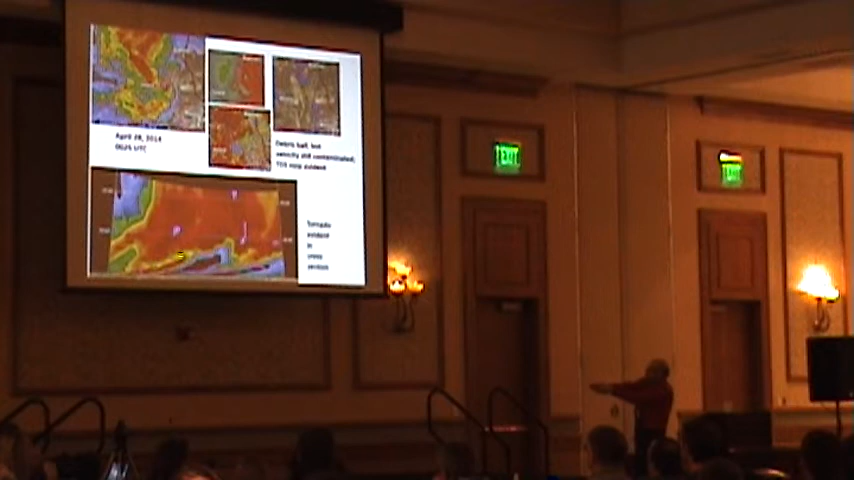 April 28, 2014
0025 UTC
Debris ball, but
velocity still contaminated;
TDS now evident
Tornado
evident
in
cross
section
EXIT
EXIT